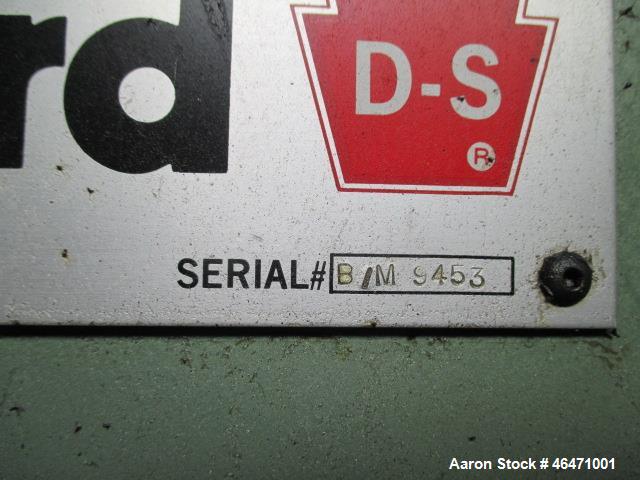 rd
D-S
R
SERIAL# B/M 9453
Aaron Stock # 46471001